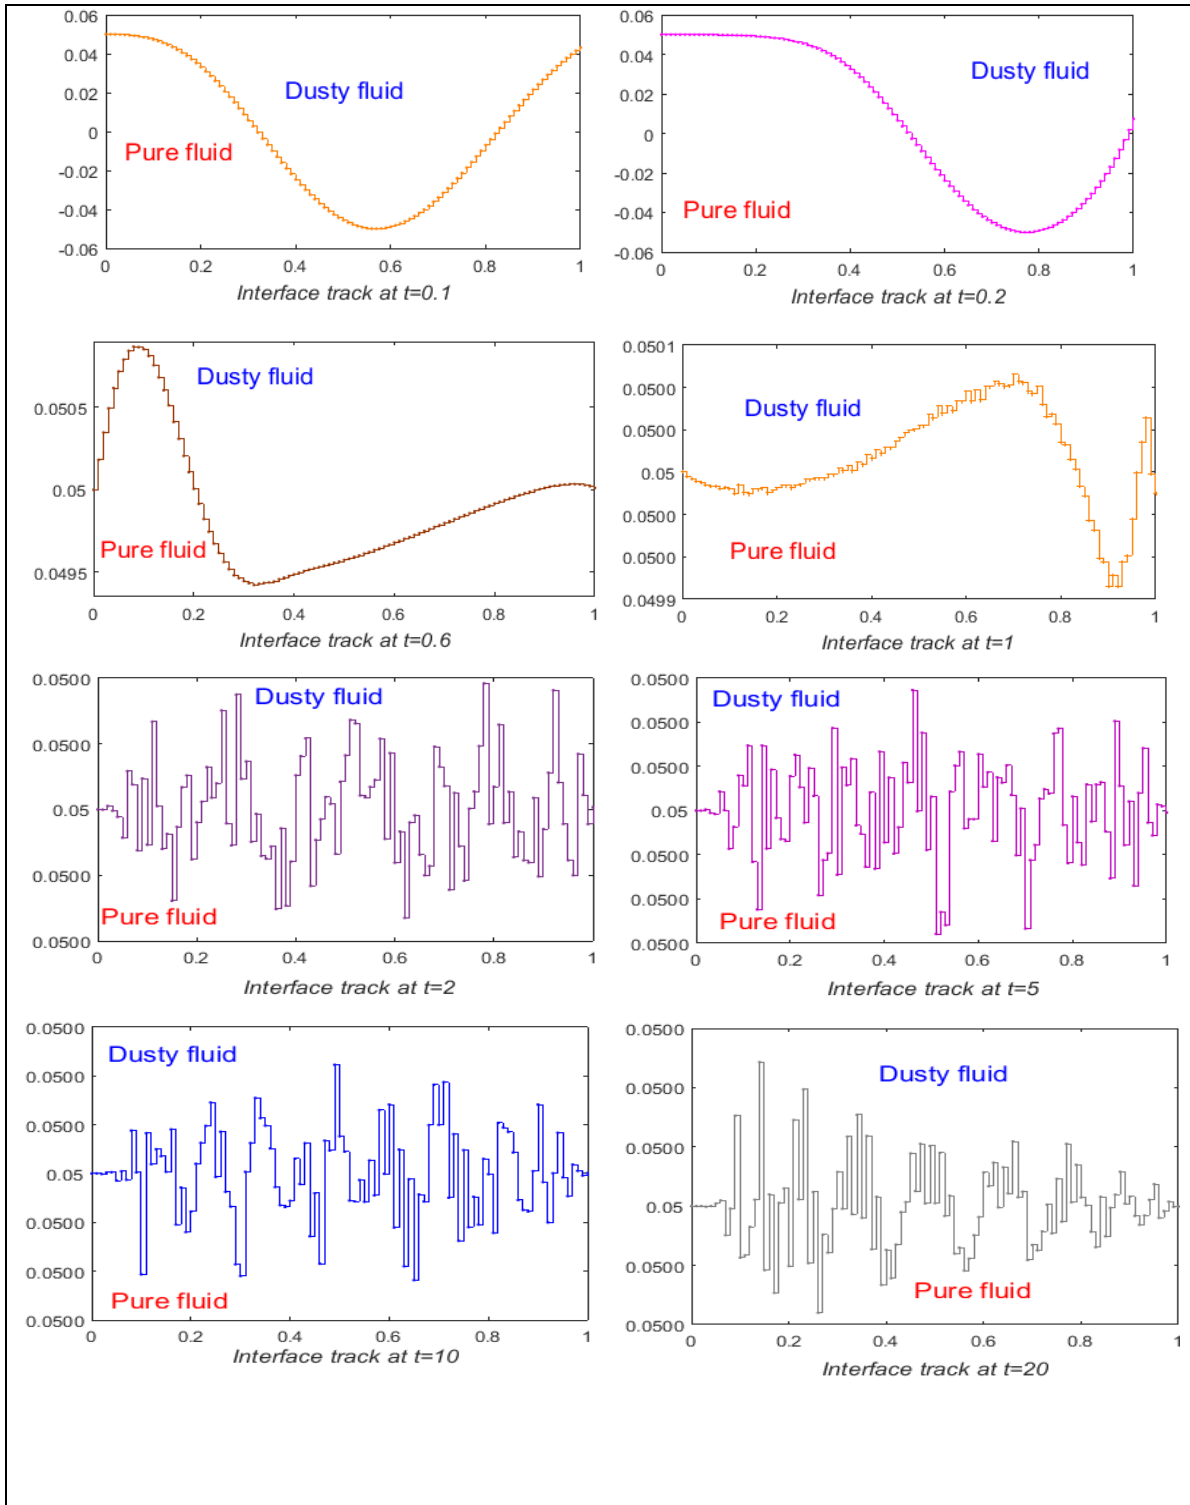 0.06
0.04
0.02
0
-0.02
-0.04
-0.06
Dusty fluid
Pure fluid
0 0.2 0.4 0.6 0.8 1
Interface track at t=0.1
0.06
0.04
0.02
0
-0.02
-0.04
-0.06
Dusty fluid
Pure fluid
0 0.2 0.4 0.6 0.8 1
Interface track at t=0.2
0.0505
0.05
0.0495
Dusty fluid
Pure fluid
0 0.2 0.4 0.6 0.8 1
Interface track at t=0.6
0.0501
0.0500
0.0500
0.05
0.0500
0.0500
0.0499
Dusty fluid
Pure fluid
0 0.2 0.4 0.6 0.8 1
Interface track at t=1
0.0500
0.0500
0.05
0.0500
0.0500
Dusty fluid
Pure fluid
0 0.2 0.4 0.6 0.8 1
Interface track at t=2
0.0500
0.0500
0.0500
0.05
0.0500
0.0500
0.0500
Dusty fluid
Pure fluid
0 0.2 0.4 0.6 0.8 1
Interface track at t=5
0.0500
0.0500
0.0500
0.05
0.0500
0.0500
0.0500
Dusty fluid
Pure fluid
0 0.2 0.4 0.6 0.8 1
Interface track at t=10
0.0500
0.0500
0.0500
0.05
0.0500
0.0500
Dusty fluid
Pure fluid
0 0.2 0.4 0.6 0.8 1
Interface track at t=20